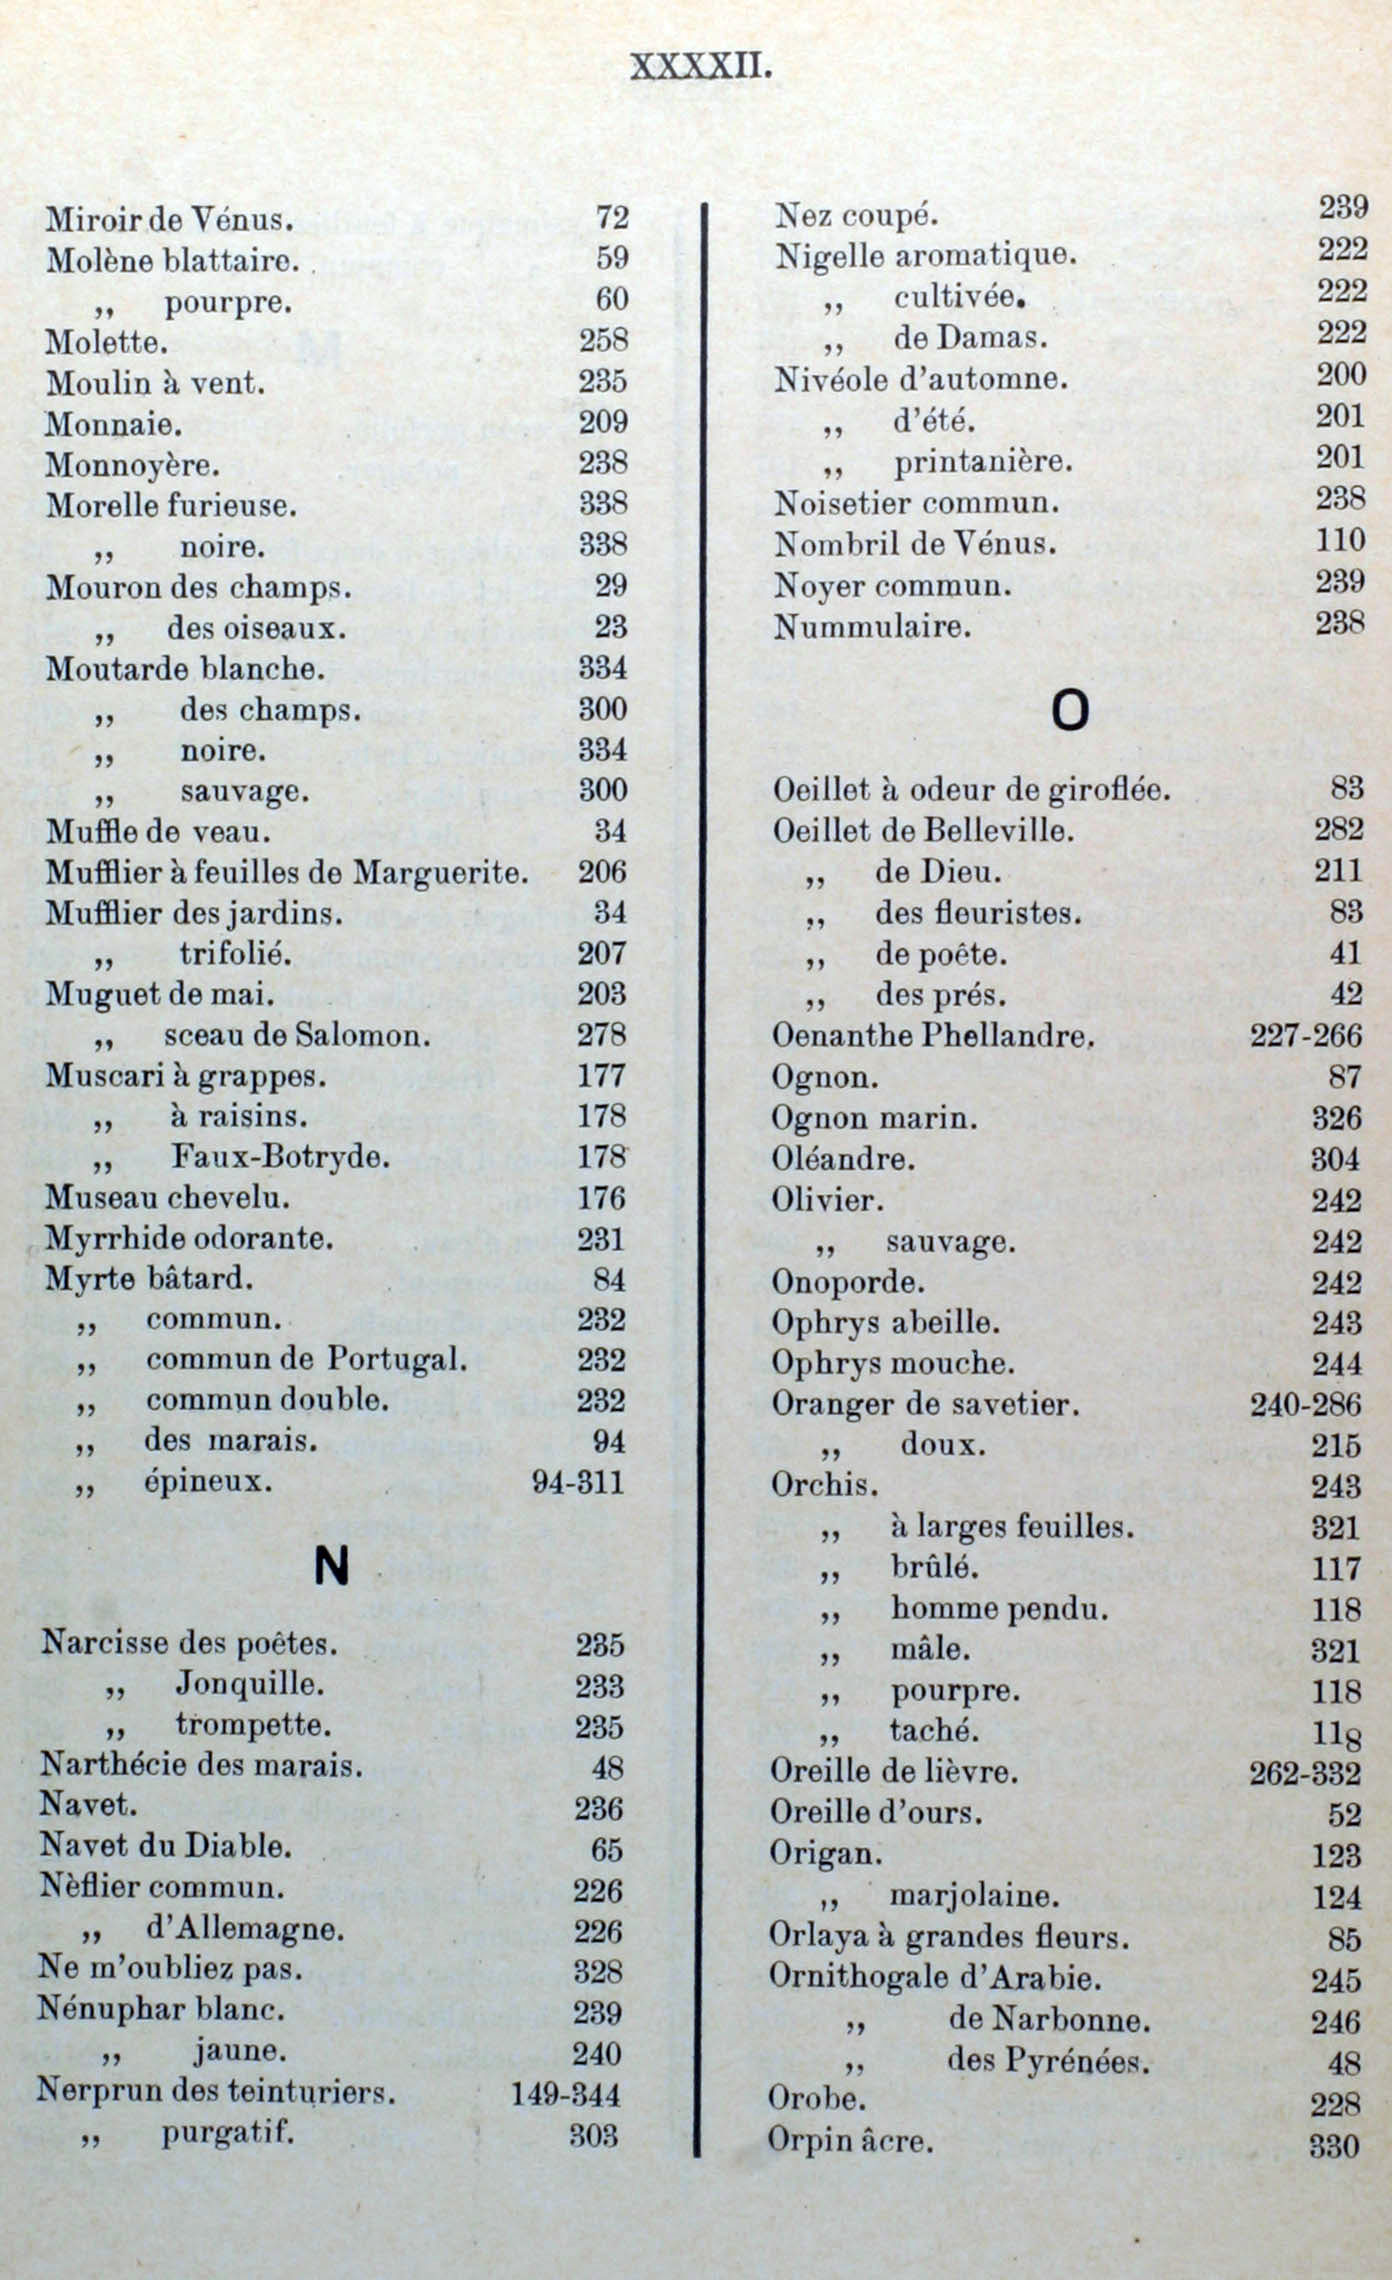 XXXXII.
Miroir de Vénus. 72
Molène blattaire. 59
„ pourpre. 60
Molette. 258
Moulin à vent. 235
Monnaie. 209
Monnoyère. 238
Morelle furieuse. 338
„ noire. 338
Mouron des champs. 29
„ des oiseaux. 23
Moutarde blanche. 334
„ des champs. 300
„ noire. 334
„ sauvage. 300
Muffle de veau. 34
Mufflier à feuilles de Marguerite. 206
Mufflier des jardins. 34
„ trifolié. 207
Muguet de mai. 203
„ sceau de Salomon. 278
Muscari à grappes. 177
„ à raisins. 178
„ Faux-Botryde. 178
Museau chevelu. 176
Myrrhide odorante. 231
Myrte bâtard. 84
„ commun. 232
„ commun de Portugal. 232
„ commun double. 232
„ des marais. 94
„ épineux. 94-311
N
Narcisse des poêtes. 235
„ Jonquille. 233
„ trompette. 235
Narthécie des marais. 48
Navet. 236
Navet du Diable. 65
Nèflier commun. 226
„ d'Allemagne. 226
Ne m'oubliez pas. 328
Nénuphar blanc. 239
„ jaune. 240
Nerprun des teinturiers. 149-344
„ purgatif. 303
Nez coupé. 239
Nigelle aromatique. 222
„ cultivée. 222
„ de Damas. 222
Nivéole d'automne. 200
„ d'été. 201
„ printanière. 201
Noisetier commun. 238
Nombril de Vénus. 110
Noyer commun. 239
Nummulaire. 238
O
Oeillet à odeur de giroflée. 83
Oeillet de Belleville. 282
„ de Dieu. 211
„ des fleuristes. 83
„ de poête. 41
„ des prés. 42
Oenanthe Phellandre. 227-266
Ognon. 87
Ognon marin. 326
Oléandre. 304
Olivier. 242
„ sauvage. 242
Onoporde. 242
Ophrys abeille. 243
Ophrys mouche. 244
Oranger de savetier. 240-286
„ doux. 215
Orchis. 243
„ à larges feuilles. 321
„ brûlé. 117
„ homme pendu. 118
„ mâle. 321
„ pourpre. 118
„ taché. 118
Oreille de lièvre. 262-332
Oreille d'ours. 52
Origan. 123
„ marjolaine. 124
Orlaya à grandes fleurs. 85
Ornithogale d'Arabie. 245
„ de Narbonne. 246
„ des Pyrénées. 48
Orobe. 228
Orpin âcre. 330